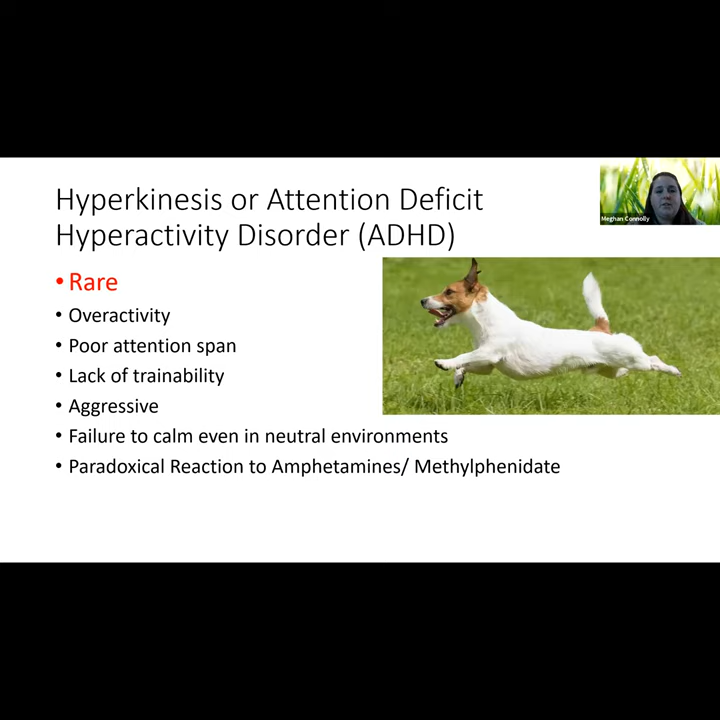 Hyperkinesis or Attention Deficit
Hyperactivity Disorder (ADHD)
Meghan Connolly
• Rare
• Overactivity
• Poor attention span
• Lack of trainability
• Aggressive
• Failure to calm even in neutral environments
• Paradoxical Reaction to Amphetamines/ Methylphenidate